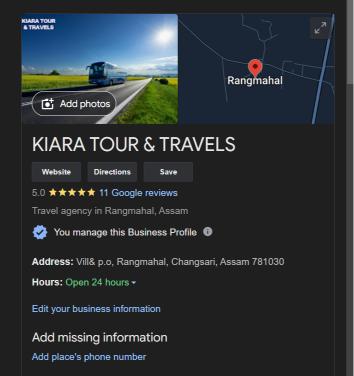 KIARA TOUR
& TRAVELS
Add photos
Rangmahal
KIARA TOUR & TRAVELS
Website Directions Save
5.0 11 Google reviews
Travel agency in Rangmahal, Assam
You manage this Business Profile
Address: Vill& p.o, Rangmahal, Changsari, Assam 781030
Hours: Open 24 hours
Edit your business information
Add missing information
Add place's phone number